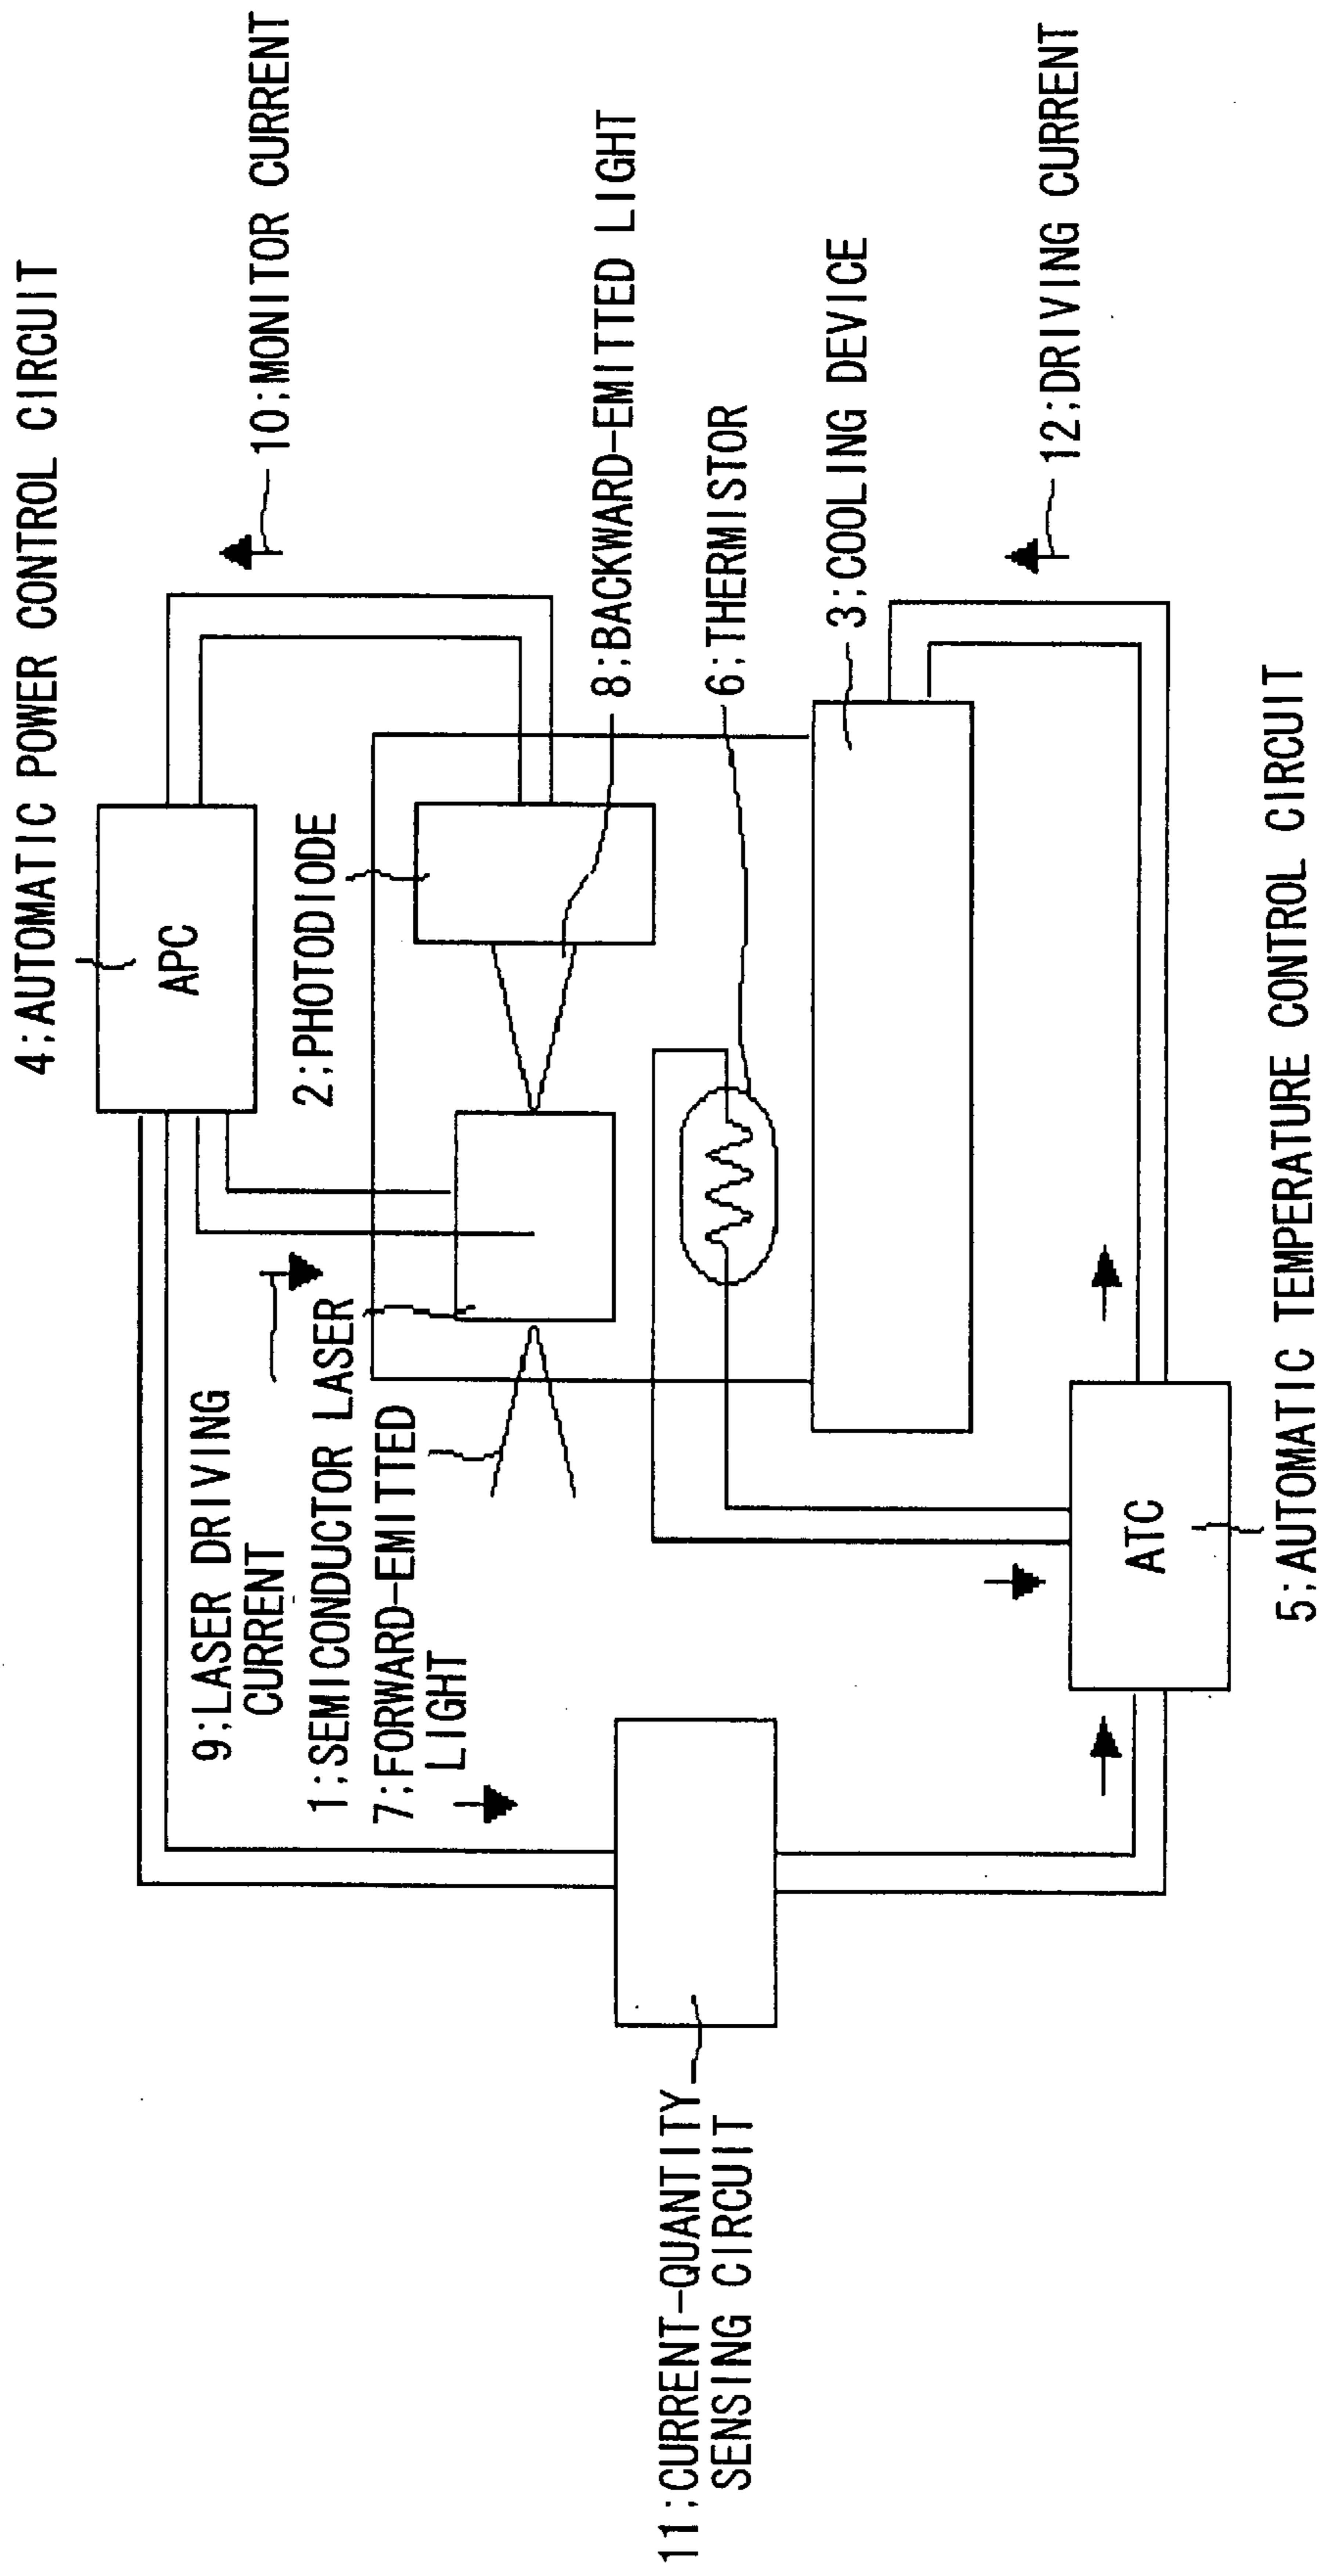 4;AUTOMATIC POWER CONTROL CIRCUIT
APC
10;MONITOR CURRENT
9;LASER DRIVING
CURRENT
2;PHOTODIODE
1;SEMICONDUCTOR LASER
7;FORWARD-EMITTED
LIGHT
8;BACKWARD-EMITTED LIGHT
6;THERMISTOR
3;COOLING DEVICE
11;CURRENT-QUANTITY
SENSING CIRCUIT
12;DRIVING CURRENT
ATC
5;AUTOMATIC TEMPERATURE CONTROL CIRCUIT